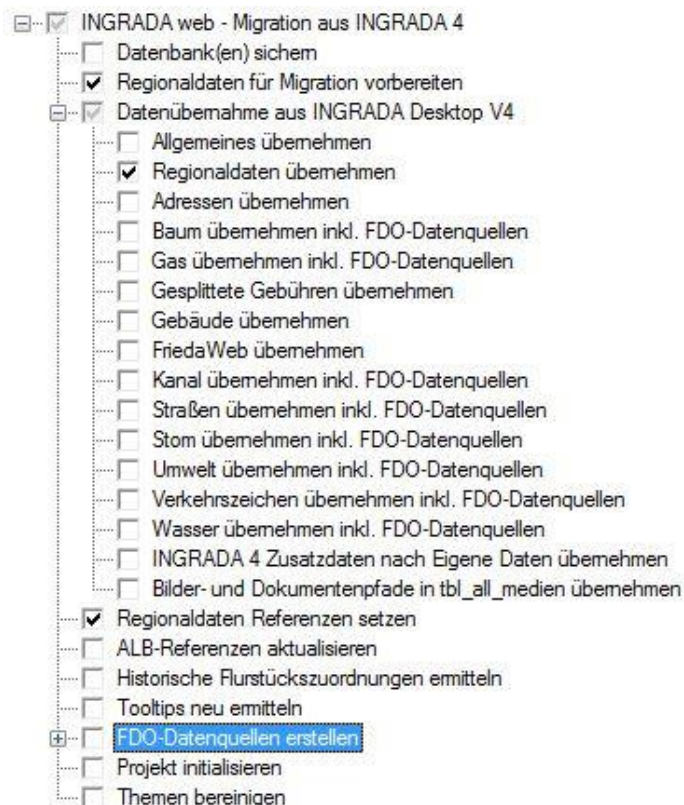 INGRADA web - Migration aus INGRADA 4
Datenbank(en) sichern
Regionaldaten für Migration vorbereiten
Datenübernahme aus INGRADA Desktop V4
Allgemeines übernehmen
Regionaldaten übernehmen
Adressen übernehmen
Baum übernehmen inkl. FDO-Datenquellen
Gas übernehmen inkl. FDO-Datenquellen
Gesplittete Gebühren übernehmen
Gebäude übernehmen
FriedaWeb übernehmen
Kanal übernehmen inkl. FDO-Datenquellen
Straßen übernehmen inkl. FDO-Datenquellen
Stom übernehmen inkl. FDO-Datenquellen
Umwelt übernehmen inkl. FDO-Datenquellen
Verkehrszeichen übernehmen inkl. FDO-Datenquellen
Wasser übernehmen inkl. FDO-Datenquellen
INGRADA 4 Zusatzdaten nach Eigene Daten übernehmen
Bilder- und Dokumentenpfade in tbl_all_medien übernehmen
Regionaldaten Referenzen setzen
ALB-Referenzen aktualisieren
Historische Flurstückszuordnungen ermitteln
Tooltips neu ermitteln
FDO-Datenquellen erstellen
Projekt initialisieren
Themen bereinigen